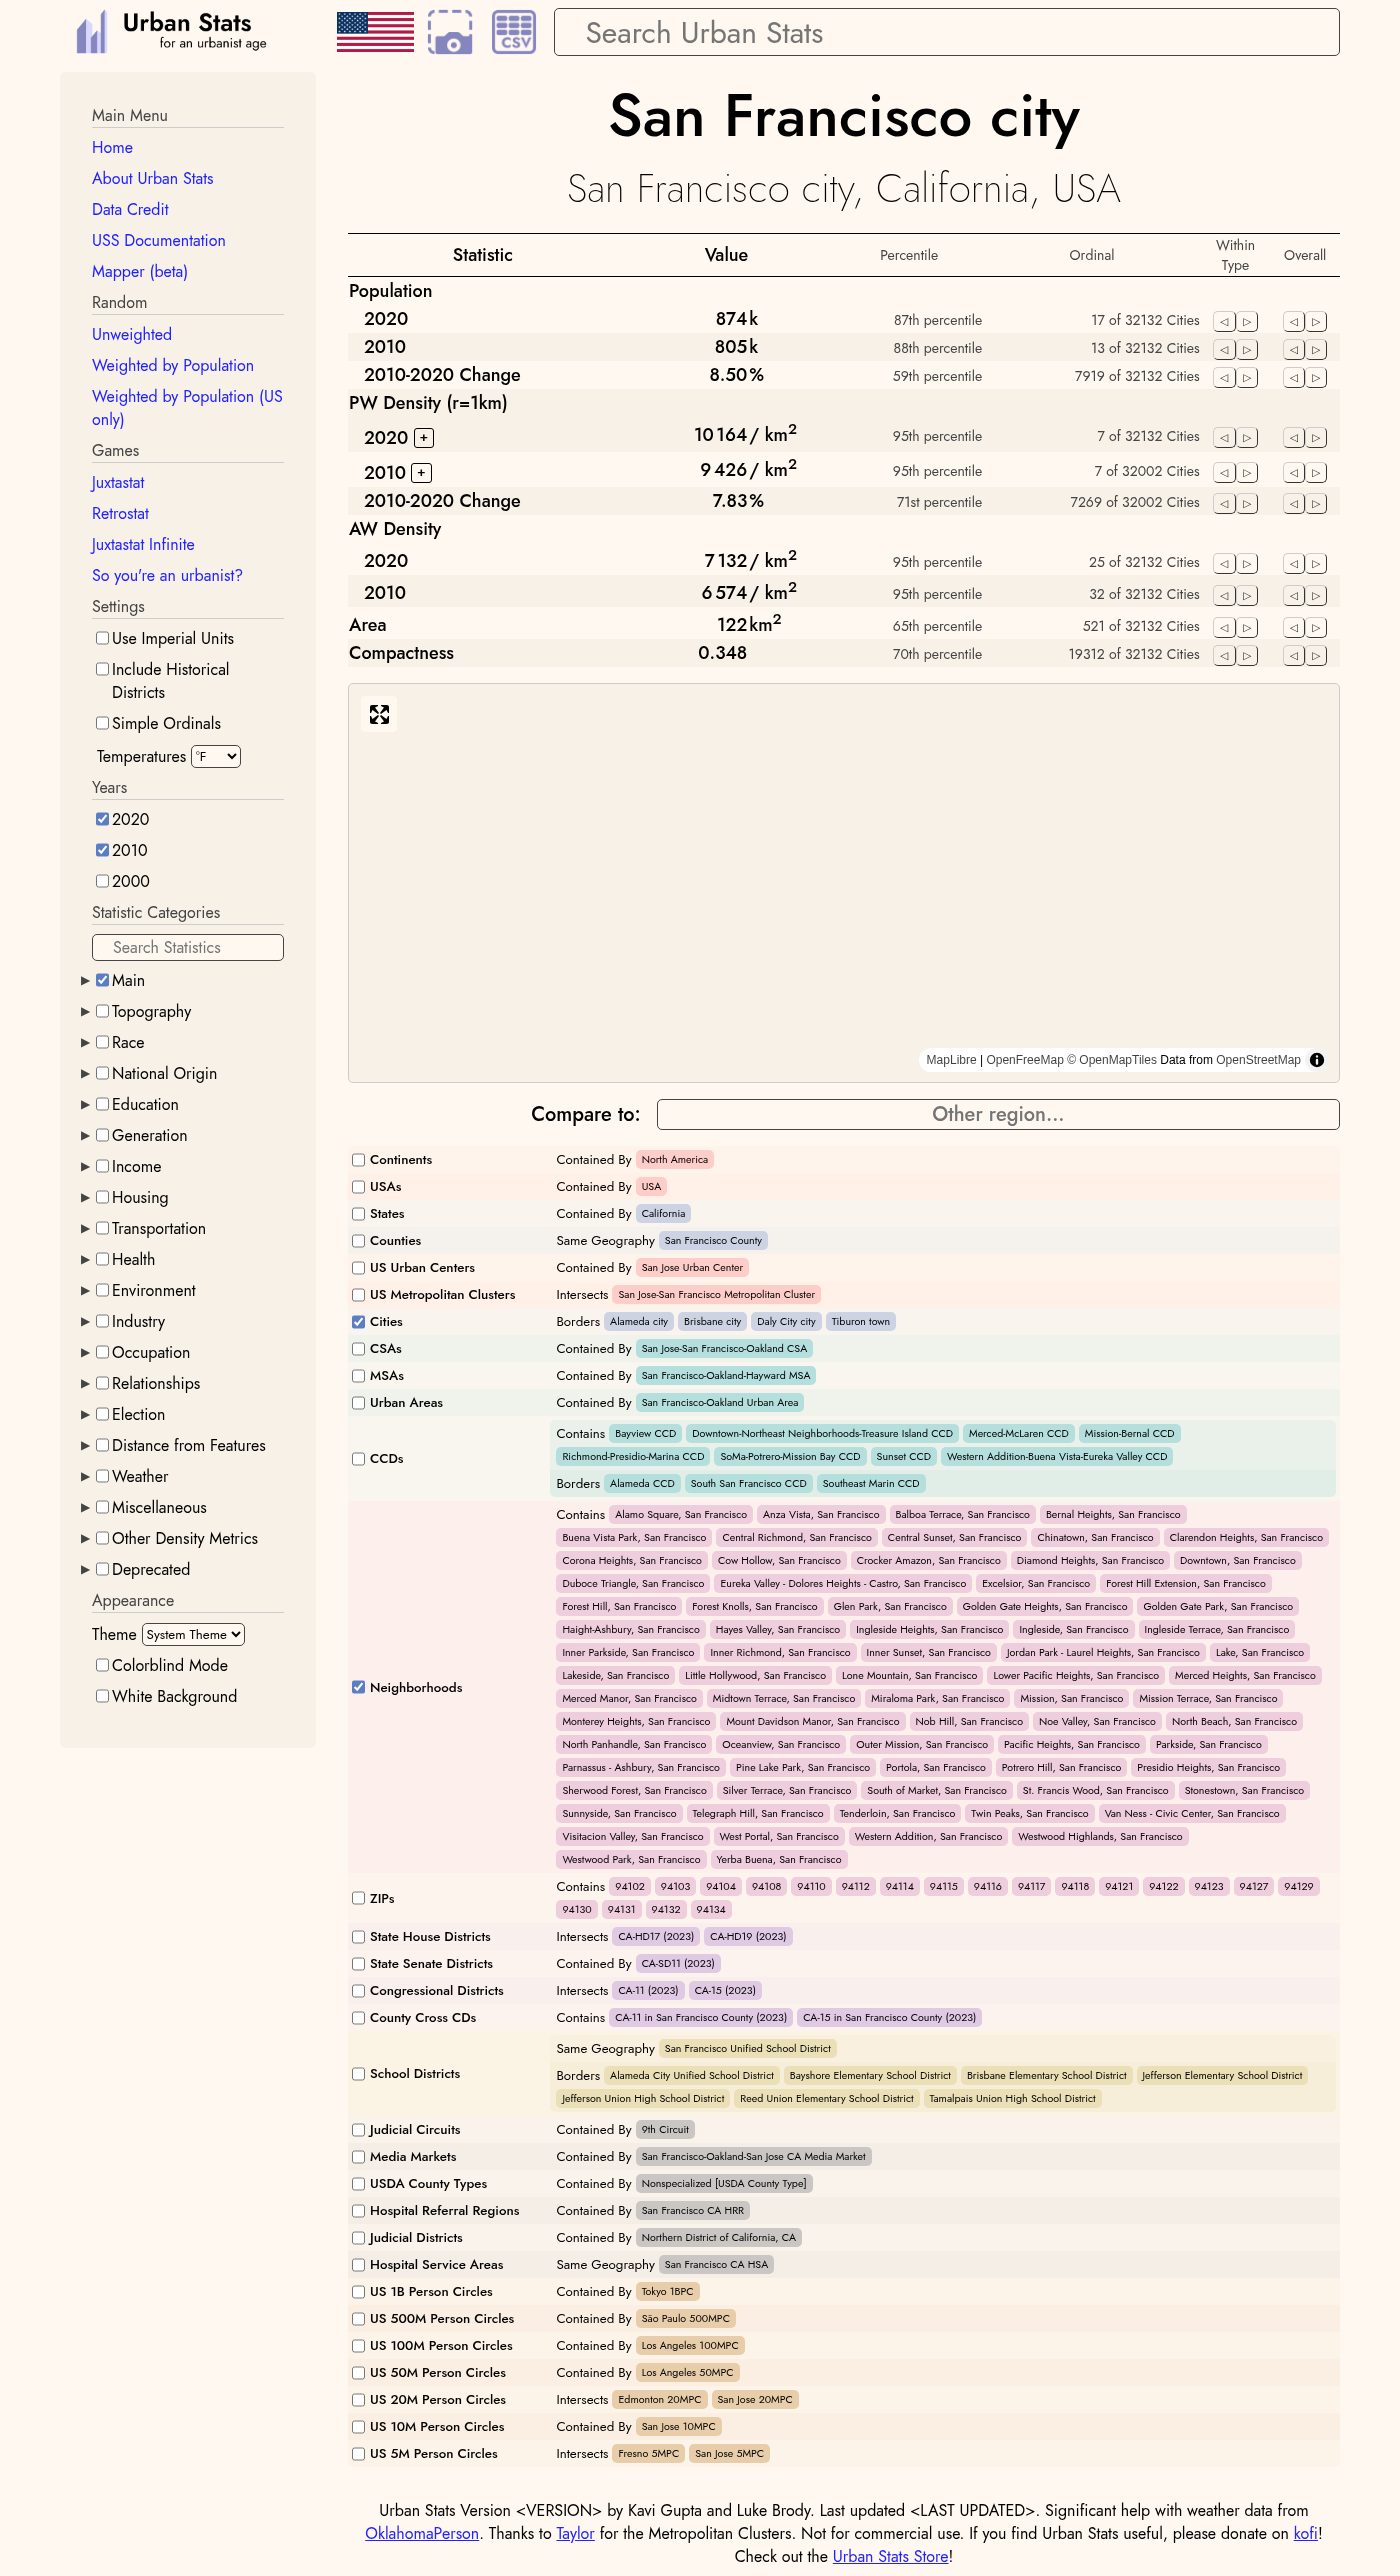 Urban Stats
for an urbanist age
CSV
Search Urban Stats
Main Menu
Home
About Urban Stats
Data Credit
USS Documentation
Mapper (beta)
Random
Unweighted
Weighted by Population
Weighted by Population (US
only)
Games
Juxtastat
Retrostat
Juxtastat Infinite
So you're an urbanist?
Settings
Use Imperial Units
Include Historical
Districts
Simple Ordinals
Temperatures °F
Years
2020
2010
2000
Statistic Categories
Search Statistics
Main
Topography
Race
National Origin
Education
Generation
Income
Housing
Transportation
Health
Environment
Industry
Occupation
Relationships
Election
Distance from Features
Weather
Miscellaneous
Other Density Metrics
Deprecated
Appearance
Theme System Theme
Colorblind Mode
White Background
San Francisco city
San Francisco city, California, USA
Statistic Value Percentile Ordinal Within Type Overall
Population
2020 874k 87th percentile 17 of 32132 Cities
2010 805k 88th percentile 13 of 32132 Cities
2010-2020 Change 8.50% 59th percentile 7919 of 32132 Cities
PW Density (r=1km)
2020 + 10 164/ km2 95th percentile 7 of 32132 Cities
2010 + 9 426/ km2 95th percentile 7 of 32002 Cities
2010-2020 Change 7.83% 71st percentile 7269 of 32002 Cities
AW Density
2020 7 132/ km2 95th percentile 25 of 32132 Cities
2010 6 574/ km2 95th percentile 32 of 32132 Cities
Area 122km2 65th percentile 521 of 32132 Cities
Compactness 0.348 70th percentile 19312 of 32132 Cities
MapLibre | OpenFreeMap © OpenMapTiles Data from OpenStreetMap
Compare to: Other region...
Continents Contained By North America
USAs Contained By USA
States Contained By California
Counties Same Geography San Francisco County
US Urban Centers Contained By San Jose Urban Center
US Metropolitan Clusters Intersects San Jose-San Francisco Metropolitan Cluster
Cities Borders Alameda city Brisbane city Daly City city Tiburon town
CSAs Contained By San Jose-San Francisco-Oakland CSA
MSAs Contained By San Francisco-Oakland-Hayward MSA
Urban Areas Contained By San Francisco-Oakland Urban Area
CCDs
Contains Bayview CCD Downtown-Northeast Neighborhoods-Treasure Island CCD Merced-McLaren CCD Mission-Bernal CCD
Richmond-Presidio-Marina CCD SoMa-Potrero-Mission Bay CCD Sunset CCD Western Addition-Buena Vista-Eureka Valley CCD
Borders Alameda CCD South San Francisco CCD Southeast Marin CCD
Neighborhoods
Contains Alamo Square, San Francisco Anza Vista, San Francisco Balboa Terrace, San Francisco Bernal Heights, San Francisco
Buena Vista Park, San Francisco Central Richmond, San Francisco Central Sunset, San Francisco Chinatown, San Francisco Clarendon Heights, San Francisco
Corona Heights, San Francisco Cow Hollow, San Francisco Crocker Amazon, San Francisco Diamond Heights, San Francisco Downtown, San Francisco
Duboce Triangle, San Francisco Eureka Valley - Dolores Heights - Castro, San Francisco Excelsior, San Francisco Forest Hill Extension, San Francisco
Forest Hill, San Francisco Forest Knolls, San Francisco Glen Park, San Francisco Golden Gate Heights, San Francisco Golden Gate Park, San Francisco
Haight-Ashbury, San Francisco Hayes Valley, San Francisco Ingleside Heights, San Francisco Ingleside, San Francisco Ingleside Terrace, San Francisco
Inner Parkside, San Francisco Inner Richmond, San Francisco Inner Sunset, San Francisco Jordan Park - Laurel Heights, San Francisco Lake, San Francisco
Lakeside, San Francisco Little Hollywood, San Francisco Lone Mountain, San Francisco Lower Pacific Heights, San Francisco Merced Heights, San Francisco
Merced Manor, San Francisco Midtown Terrace, San Francisco Miraloma Park, San Francisco Mission, San Francisco Mission Terrace, San Francisco
Monterey Heights, San Francisco Mount Davidson Manor, San Francisco Nob Hill, San Francisco Noe Valley, San Francisco North Beach, San Francisco
North Panhandle, San Francisco Oceanview, San Francisco Outer Mission, San Francisco Pacific Heights, San Francisco Parkside, San Francisco
Parnassus - Ashbury, San Francisco Pine Lake Park, San Francisco Portola, San Francisco Potrero Hill, San Francisco Presidio Heights, San Francisco
Sherwood Forest, San Francisco Silver Terrace, San Francisco South of Market, San Francisco St. Francis Wood, San Francisco Stonestown, San Francisco
Sunnyside, San Francisco Telegraph Hill, San Francisco Tenderloin, San Francisco Twin Peaks, San Francisco Van Ness - Civic Center, San Francisco
Visitacion Valley, San Francisco West Portal, San Francisco Western Addition, San Francisco Westwood Highlands, San Francisco
Westwood Park, San Francisco Yerba Buena, San Francisco
ZIPs
Contains 94102 94103 94104 94108 94110 94112 94114 94115 94116 94117 94118 94121 94122 94123 94127 94129
94130 94131 94132 94134
State House Districts Intersects CA-HD17 (2023) CA-HD19 (2023)
State Senate Districts Contained By CA-SD11 (2023)
Congressional Districts Intersects CA-11 (2023) CA-15 (2023)
County Cross CDs Contains CA-11 in San Francisco County (2023) CA-15 in San Francisco County (2023)
School Districts
Same Geography San Francisco Unified School District
Borders Alameda City Unified School District Bayshore Elementary School District Brisbane Elementary School District Jefferson Elementary School District
Jefferson Union High School District Reed Union Elementary School District Tamalpais Union High School District
Judicial Circuits Contained By 9th Circuit
Media Markets Contained By San Francisco-Oakland-San Jose CA Media Market
USDA County Types Contained By Nonspecialized [USDA County Type]
Hospital Referral Regions Contained By San Francisco CA HRR
Judicial Districts Contained By Northern District of California, CA
Hospital Service Areas Same Geography San Francisco CA HSA
US 1B Person Circles Contained By Tokyo 1BPC
US 500M Person Circles Contained By São Paulo 500MPC
US 100M Person Circles Contained By Los Angeles 100MPC
US 50M Person Circles Contained By Los Angeles 50MPC
US 20M Person Circles Intersects Edmonton 20MPC San Jose 20MPC
US 10M Person Circles Contained By San Jose 10MPC
US 5M Person Circles Intersects Fresno 5MPC San Jose 5MPC
Urban Stats Version <VERSION> by Kavi Gupta and Luke Brody. Last updated <LAST UPDATED>. Significant help with weather data from
OklahomaPerson. Thanks to Taylor for the Metropolitan Clusters. Not for commercial use. If you find Urban Stats useful, please donate on kofi!
Check out the Urban Stats Store!